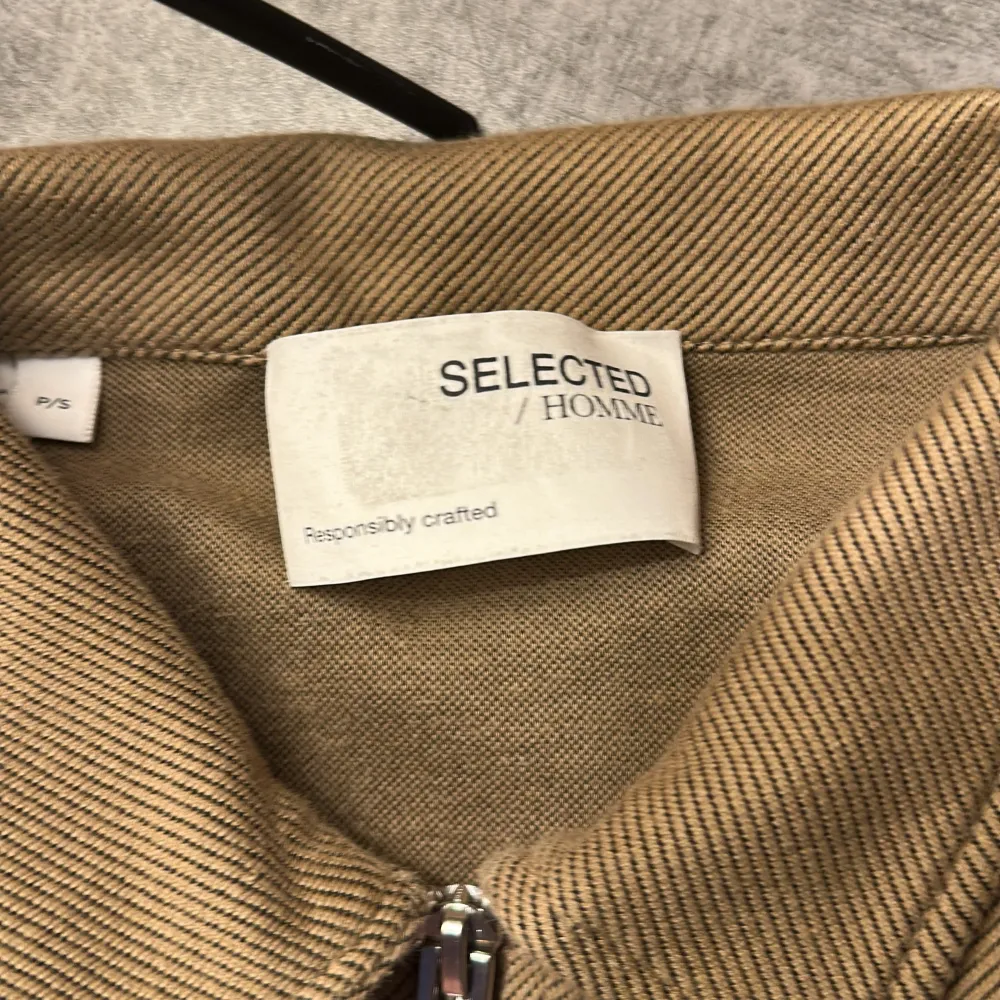 SELECTED
/ HOMME
Responsibly crafted
P/S